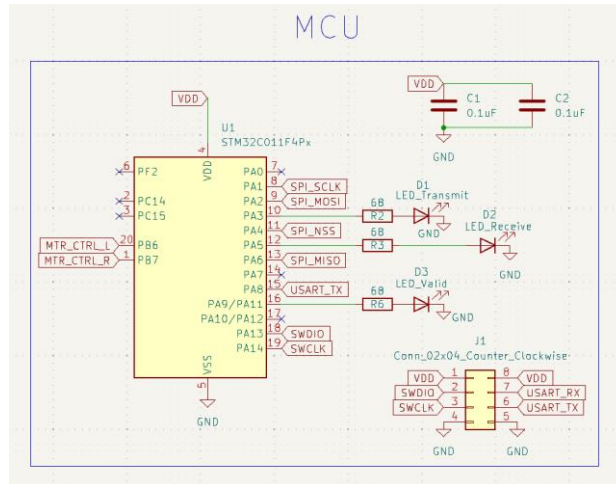 MCU
VDD
U1
STM32C011F4Px
4
VDD
6 PF2
2 PC14
3 PC15
MTR_CTRL_L 20 PB6
MTR_CTRL_R 1 PB7
PA0 7
PA1 8 SPI_SCLK
PA2 9 SPI_MOSI
PA3 10
PA4 11 SPI_NSS
PA5 12
PA6 13 SPI_MISO
PA7 14
PA8 15 USART_TX
PA9/PA11 16
PA10/PA12 17
PA13 18 SWDIO
PA14 19 SWCLK
VSS
5
GND
68
R2
D1
LED_Transmit
GND
68
R3
D2
LED_Receive
GND
68
R6
D3
LED_Valid
GND
VDD
C1
0.1uF
C2
0.1uF
GND
J1
Conn_02x04_Counter_Clockwise
VDD 1 8 VDD
SWDIO 2 7 USART_RX
SWCLK 3 6 USART_TX
4 5
GND GND